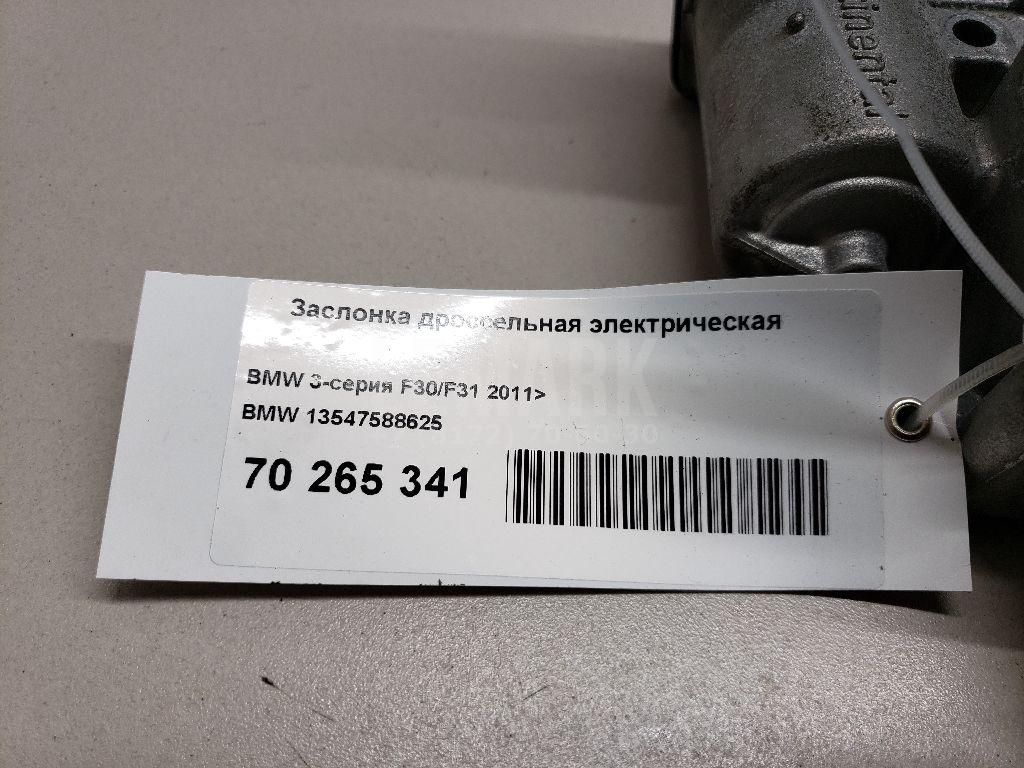 Заслонка дроссельная электрическая
BMW 3-серия F30/F31 2011>
BMW 13547588625
70 265 341